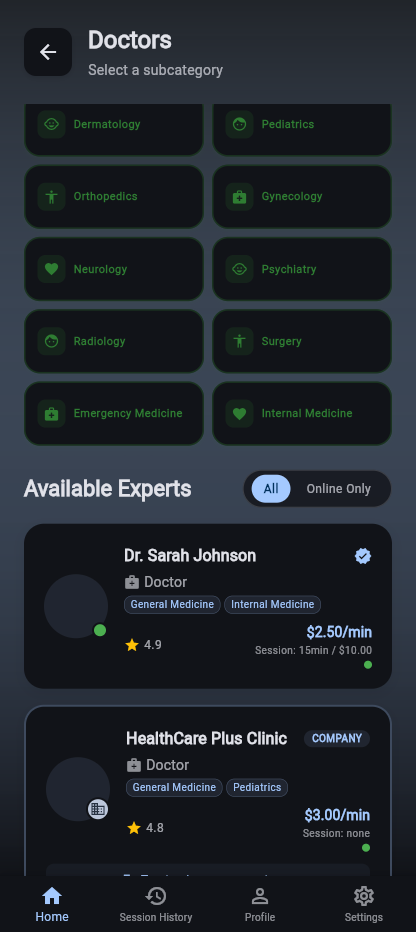 Doctors
Select a subcategory
Dermatology
Pediatrics
Orthopedics
Gynecology
Neurology
Psychiatry
Radiology
Surgery
Emergency Medicine
Internal Medicine
Available Experts
All
Online Only
Dr. Sarah Johnson
Doctor
General Medicine
Internal Medicine
4.9
$2.50/min
Session: 15min / $10.00
HealthCare Plus Clinic
COMPANY
Doctor
General Medicine
Pediatrics
4.8
$3.00/min
Session: none
Home
Session History
Profile
Settings